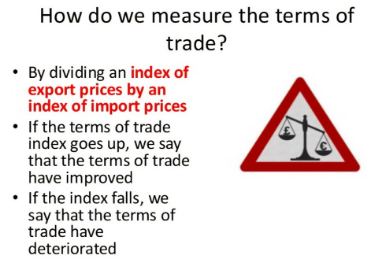 How do we measure the terms of
trade?
• By dividing an index of
export prices by an
index of import prices
• If the terms of trade
index goes up, we say
that the terms of trade
have improved
• If the index falls, we
say that the terms of
trade have
deteriorated
£
£